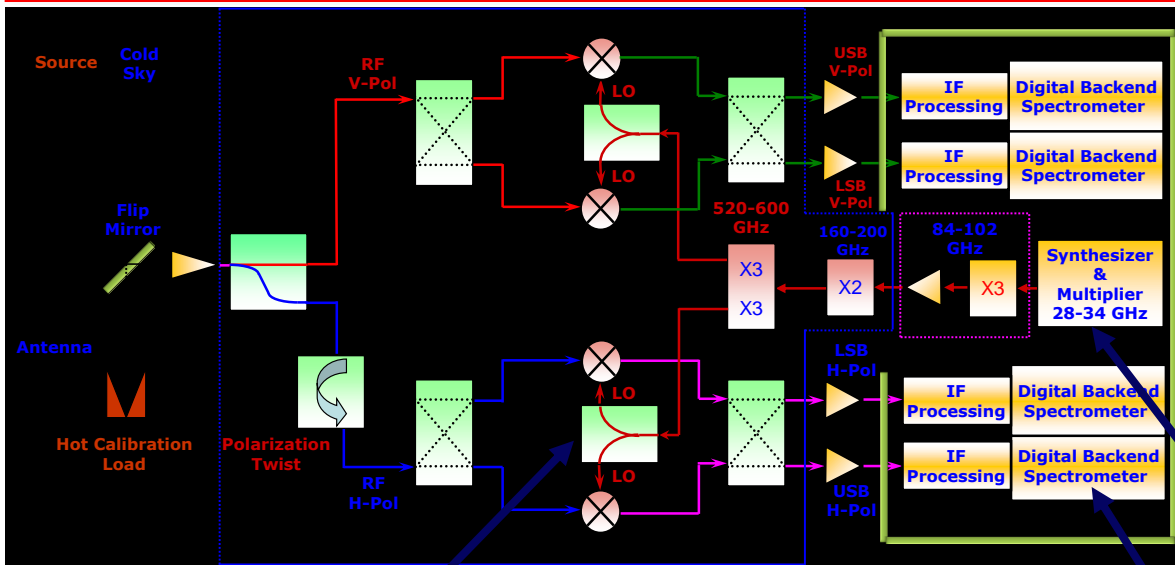 Source
Cold
Sky
RF
V-Pol
LO
LO
USB
V-Pol
LSB
V-Pol
IF
Processing
Digital Backend
Spectrometer
IF
Processing
Digital Backend
Spectrometer
Flip
Mirror
520-600
GHz
X3
X3
160-200
GHz
X2
84-102
GHz
X3
Synthesizer
&
Multiplier
28-34 GHz
Antenna
Hot Calibration
Load
Polarization
Twist
RF
H-Pol
LO
LO
LSB
H-Pol
USB
H-Pol
IF
Processing
Digital Backend
Spectrometer
IF
Processing
Digital Backend
Spectrometer